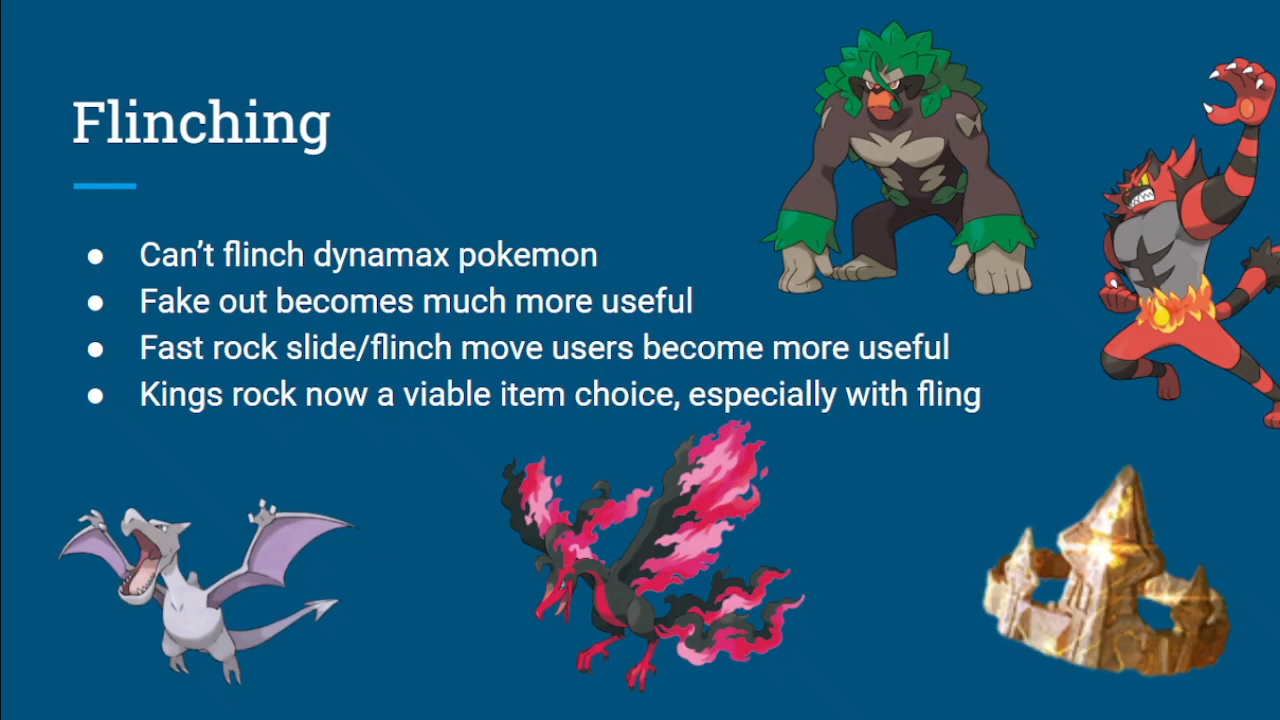 Flinching
● Can’t flinch dynamax pokemon
● Fake out becomes much more useful
● Fast rock slide/flinch move users become more useful
● Kings rock now a viable item choice, especially with fling